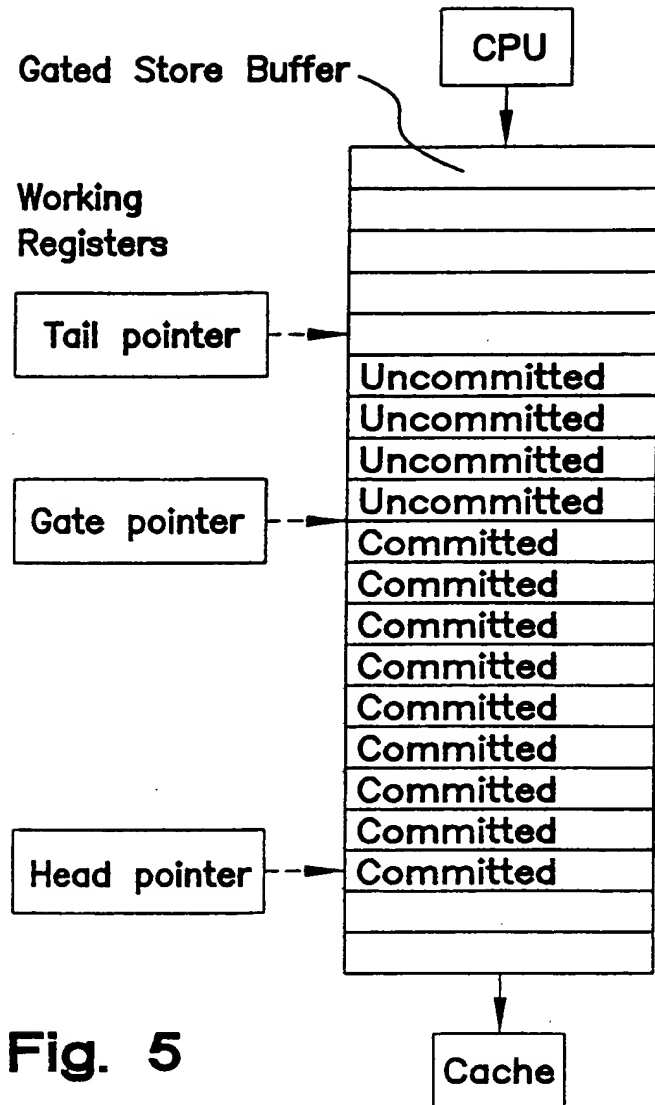 CPU
Gated Store Buffer
Working
Registers
Tail pointer
Uncommitted
Uncommitted
Uncommitted
Uncommitted
Gate pointer
Committed
Committed
Committed
Committed
Committed
Committed
Committed
Committed
Head pointer
Committed
Fig. 5
Cache